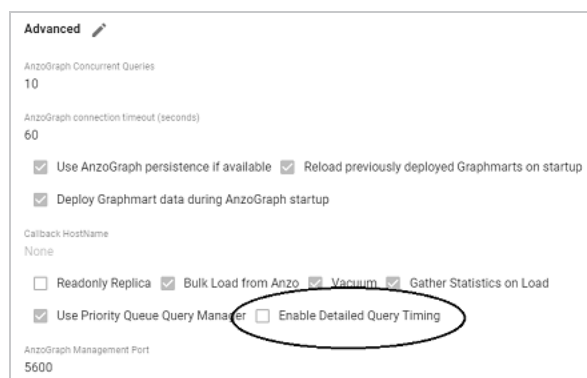 Advanced
AnzoGraph Concurrent Queries
10
AnzoGraph connection timeout (seconds)
60
Use AnzoGraph persistence if available Reload previously deployed Graphmarts on startup
Deploy Graphmart data during AnzoGraph startup
Callback HostName
None
Readonly Replica Bulk Load from Anzo Vacuum Gather Statistics on Load
Use Priority Queue Query Manager Enable Detailed Query Timing
AnzoGraph Management Port
5600